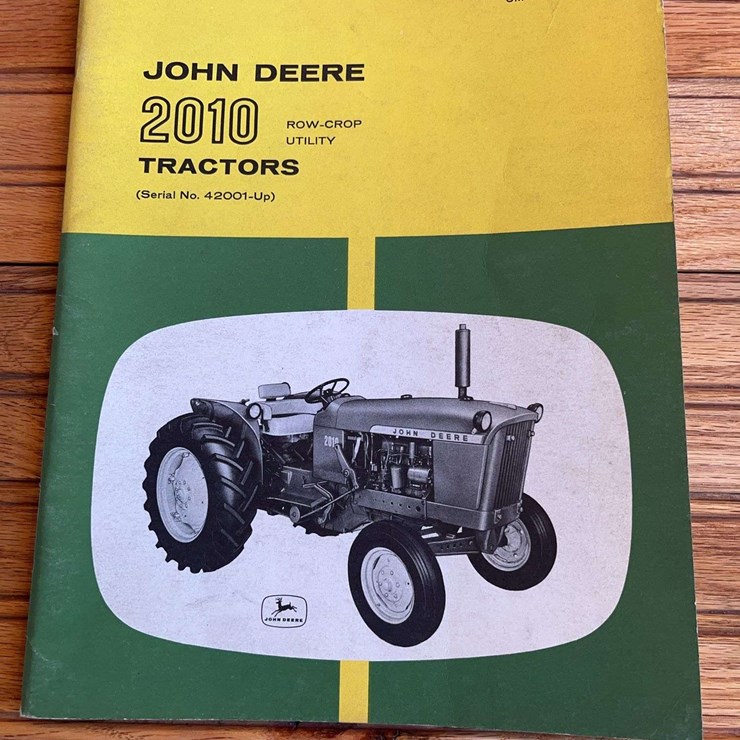 JOHN DEERE
2010 ROW-CROP
UTILITY
TRACTORS
(Serial No. 42001-Up)
JOHN DEERE
2010
JOHN DEERE